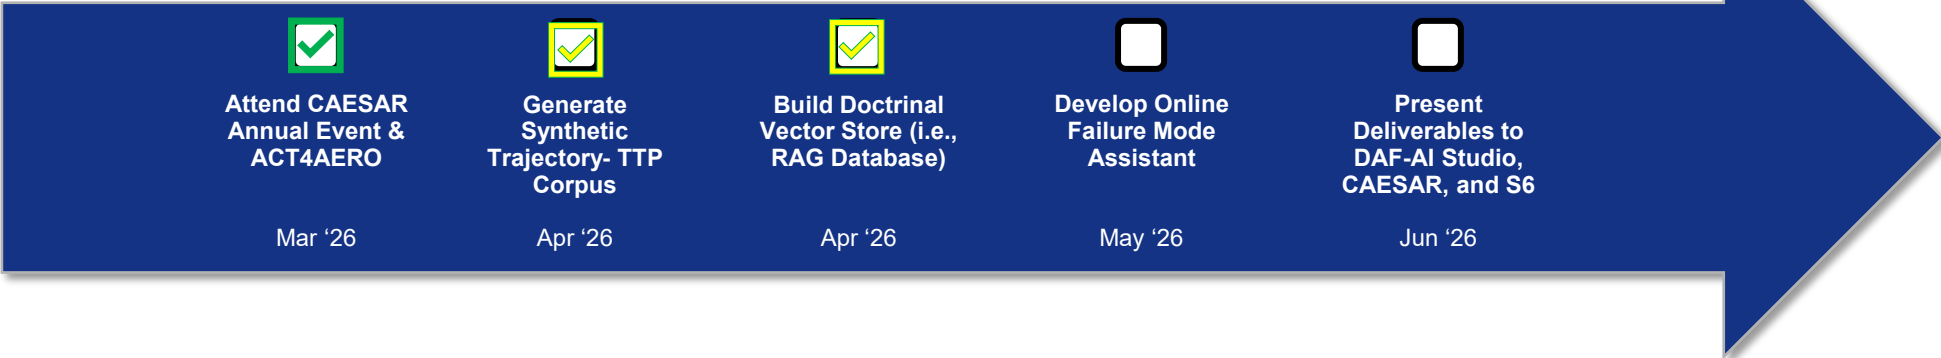 Attend CAESAR
Annual Event &
ACT4AERO
Mar ‘26
Generate
Synthetic
Trajectory- TTP
Corpus
Apr ‘26
Build Doctrinal
Vector Store (i.e.,
RAG Database)
Apr ‘26
Develop Online
Failure Mode
Assistant
May ‘26
Present
Deliverables to
DAF-AI Studio,
CAESAR, and S6
Jun ‘26